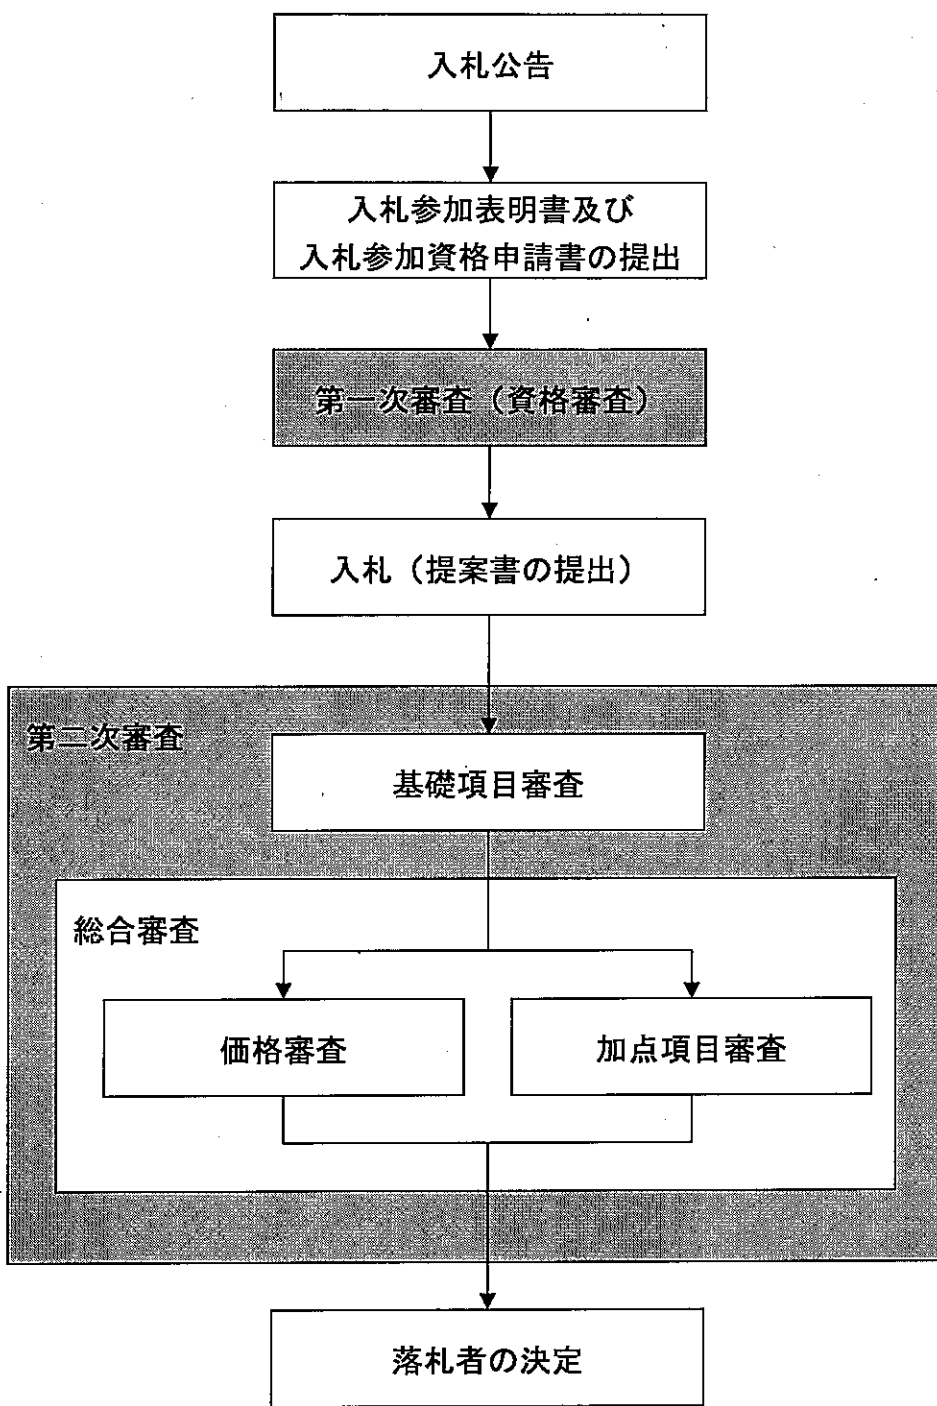 入札公告
入札参加表明書及び
入札参加資格申請書の提出
第一次審査（資格審査）
入札（提案書の提出）
第二次審査
基礎項目審査
総合審査
価格審査
加点項目審査
落札者の決定